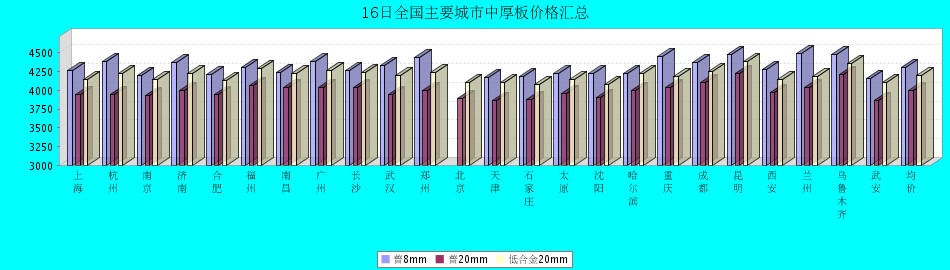 16日全国主要城市中厚板价格汇总
4500
4250
4000
3750
3500
3250
3000
上海
杭州
南京
济南
合肥
福州
南昌
广州
长沙
武汉
郑州
北京
天津
石家庄
太原
沈阳
哈尔滨
重庆
成都
昆明
西安
兰州
乌鲁木齐
武安
均价
普8mm 普20mm 低合金20mm